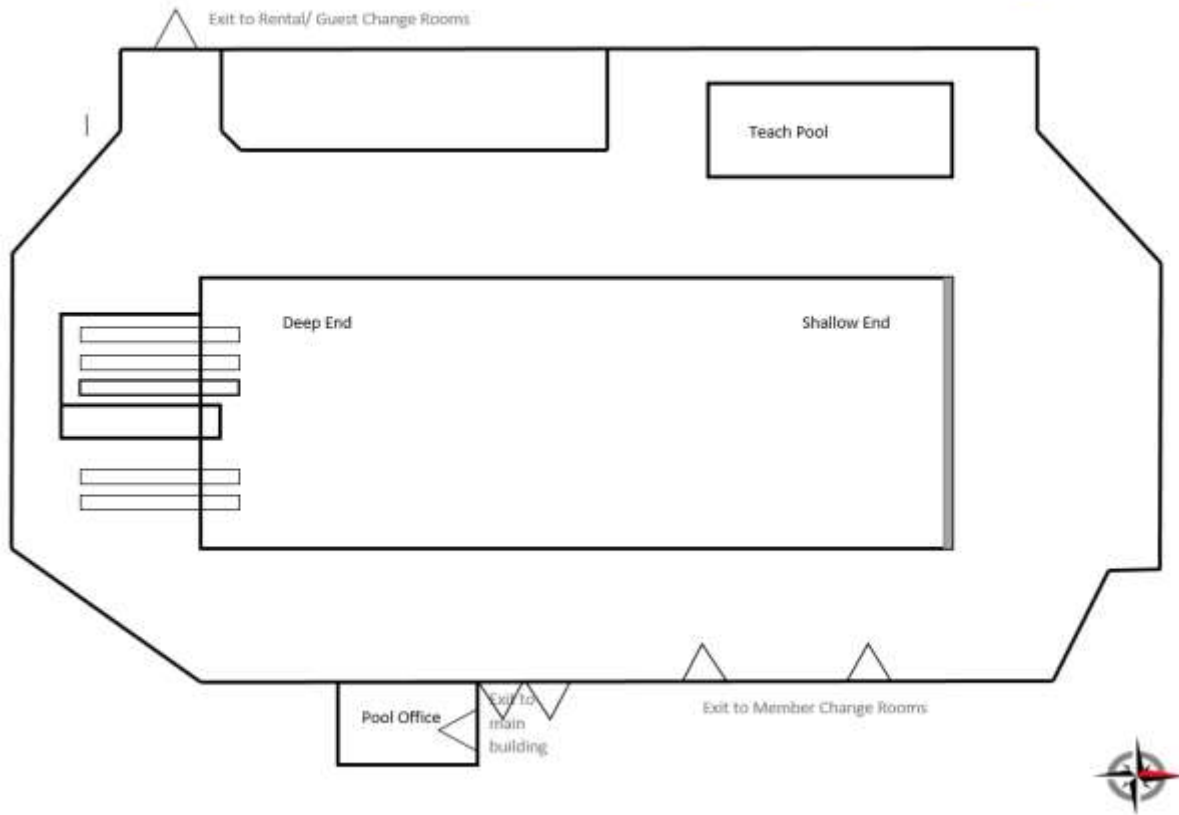 Exit to Rental/ Guest Change Rooms
Teach Pool
Deep End
Shallow End
Pool Office
Exit to
main
building
Exit to Member Change Rooms